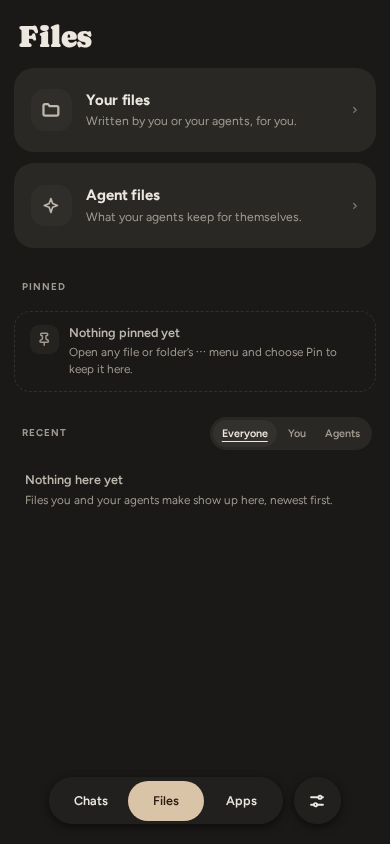 Files
Your files
Written by you or your agents, for you.
Agent files
What your agents keep for themselves.
PINNED
Nothing pinned yet
Open any file or folder's ··· menu and choose Pin to
keep it here.
RECENT
Everyone You Agents
Nothing here yet
Files you and your agents make show up here, newest first.
Chats Files Apps